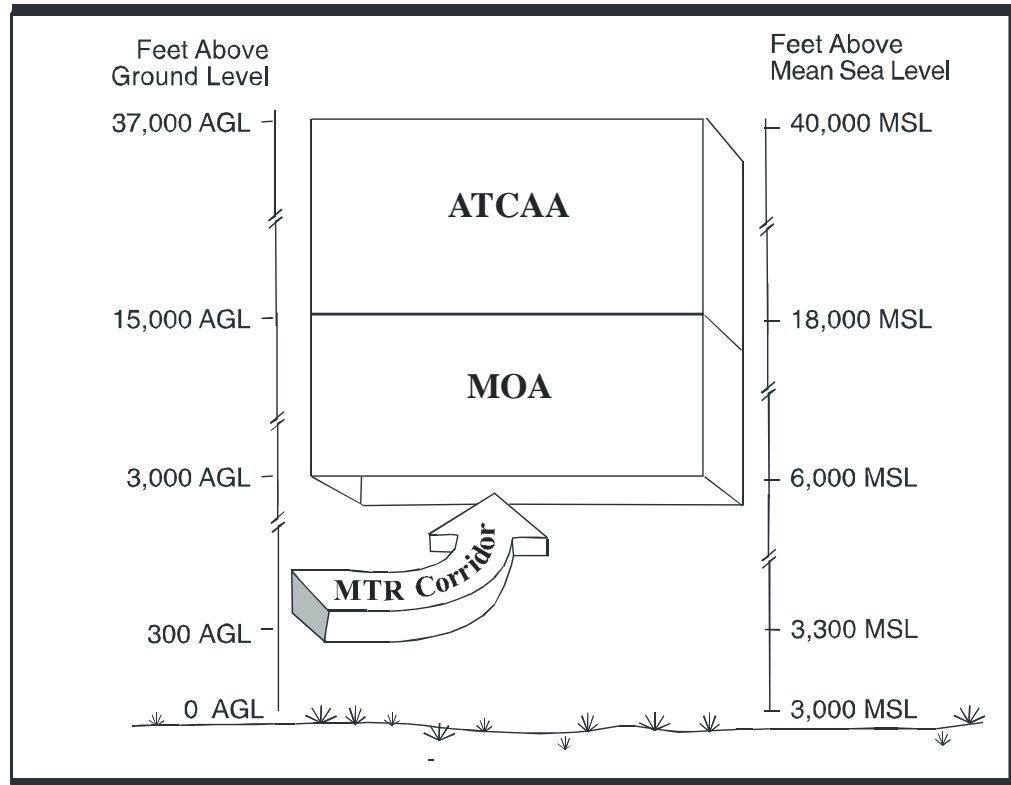 Feet Above
Ground Level
Feet Above
Mean Sea Level
37,000 AGL
40,000 MSL
ATCAA
15,000 AGL
18,000 MSL
MOA
3,000 AGL
6,000 MSL
MTR Corridor
300 AGL
3,300 MSL
0 AGL
3,000 MSL